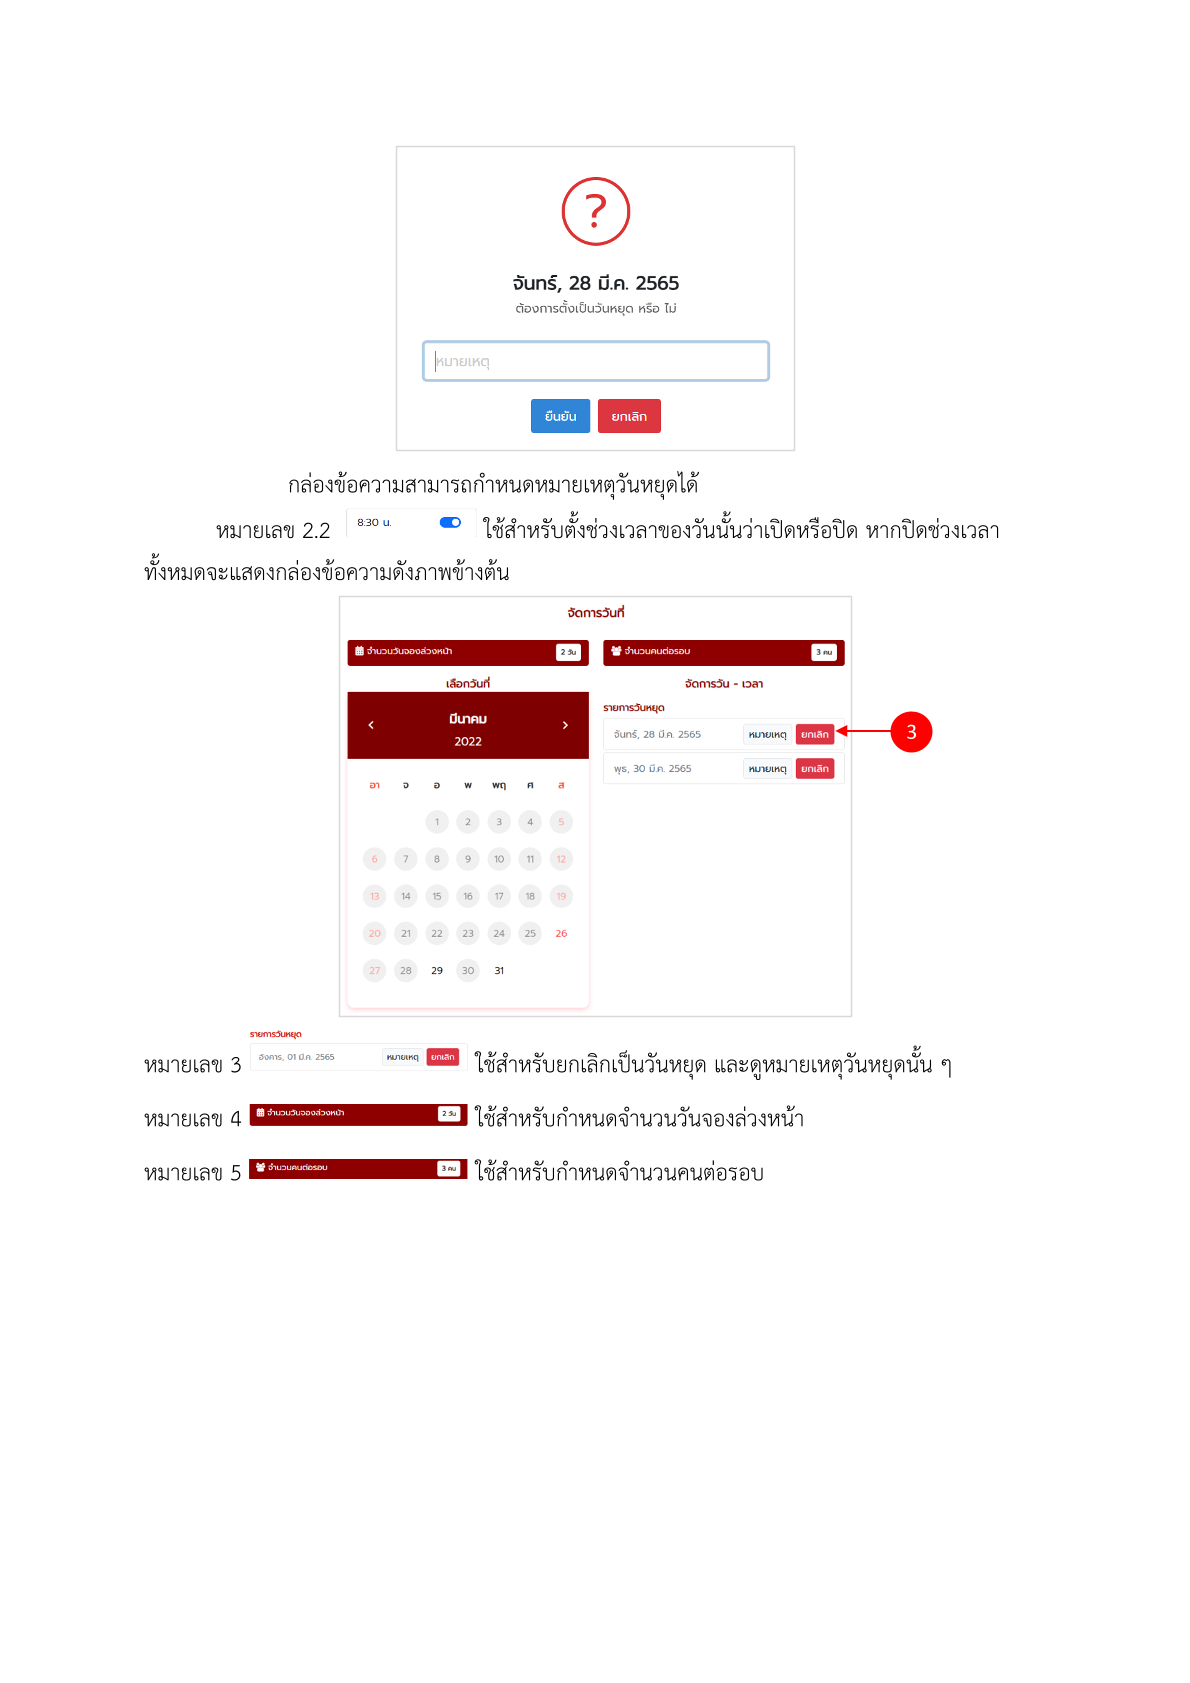 ?
จันทร์, 28 มี.ค. 2565
ต้องการตั้งเป็นวันหยุด หรือ ไม่
หมายเหตุ
ยืนยัน ยกเลิก
กล่องข้อความสามารถกำหนดหมายเหตุวันหยุดได้
หมายเลข 2.2 8:30 น. ใช้สำหรับตั้งช่วงเวลาของวันนั้นว่าเปิดหรือปิด หากปิดช่วงเวลา
ทั้งหมดจะแสดงกล่องข้อความดังภาพข้างต้น
จัดการวันที่
จำนวนวันจองล่วงหน้า 2 วัน
จำนวนคนต่อรอบ 3 คน
เลือกวันที่
มีนาคม
2022
อา จ อ พ พฤ ศ ส
1 2 3 4 5
6 7 8 9 10 11 12
13 14 15 16 17 18 19
20 21 22 23 24 25 26
27 28 29 30 31
จัดการวัน - เวลา
รายการวันหยุด
จันทร์, 28 มี.ค. 2565 หมายเหตุ ยกเลิก
3
พุธ, 30 มี.ค. 2565 หมายเหตุ ยกเลิก
รายการวันหยุด
หมายเลข 3 อังคาร, 01 มี.ค. 2565 หมายเหตุ ยกเลิก ใช้สำหรับยกเลิกเป็นวันหยุด และดูหมายเหตุวันหยุดนั้น ๆ
หมายเลข 4 จำนวนวันจองล่วงหน้า 2 วัน ใช้สำหรับกำหนดจำนวนวันจองล่วงหน้า
หมายเลข 5 จำนวนคนต่อรอบ 3 คน ใช้สำหรับกำหนดจำนวนคนต่อรอบ